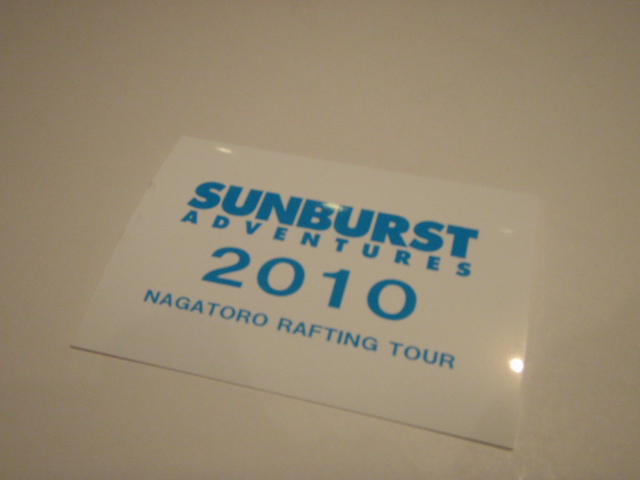 SUNBURST
ADVENTURES
2010
NAGATORO RAFTING TOUR